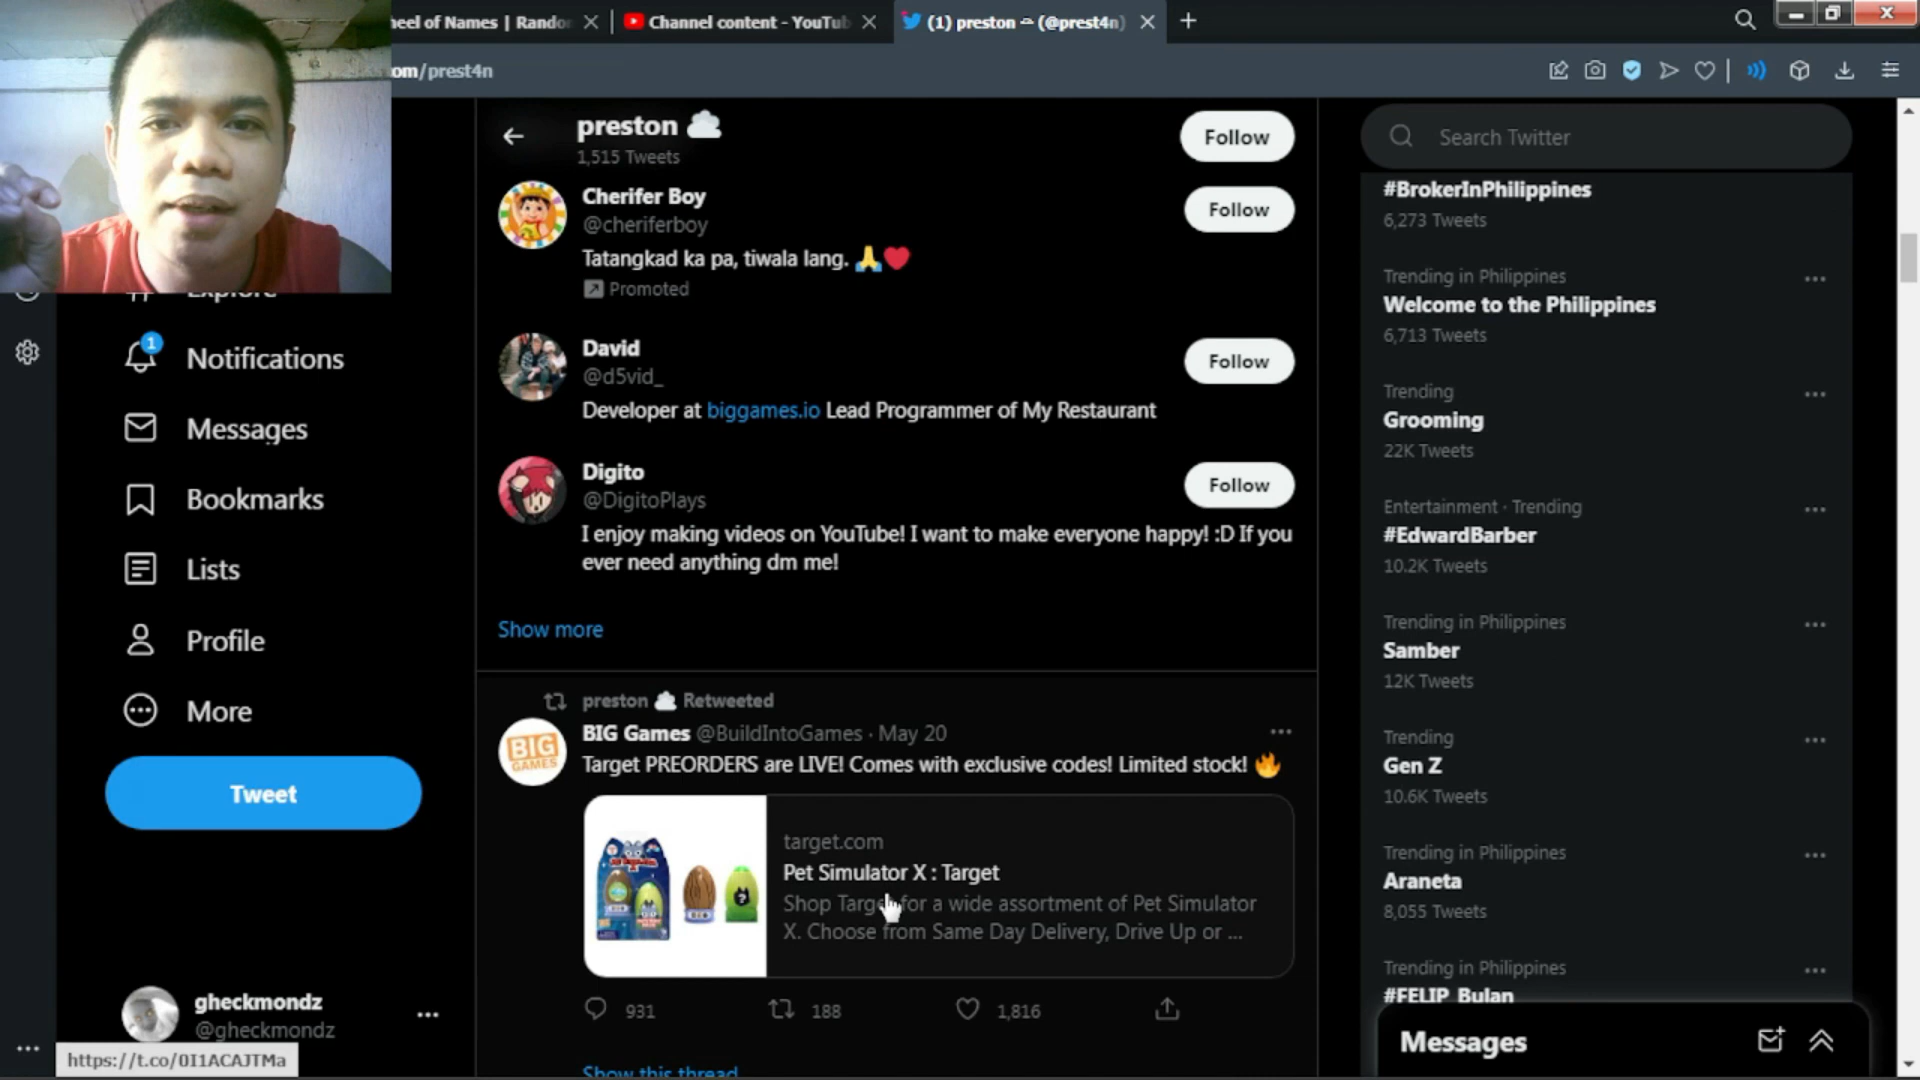 heel of Names | Rando
Channel content - YouTub
(1) preston (@prest4n)
om/prest4n
preston
1,515 Tweets
Follow
Cherifer Boy
@cheriferboy
Follow
Tatangkad ka pa, tiwala lang. 🙏❤️
Promoted
David
@d5vid_
Follow
Developer at biggames.io Lead Programmer of My Restaurant
Digito
@DigitoPlays
Follow
I enjoy making videos on YouTube! I want to make everyone happy! :D If you
ever need anything dm me!
Show more
preston ☁️ Retweeted
BIG Games @BuildIntoGames · May 20
Target PREORDERS are LIVE! Comes with exclusive codes! Limited stock! 🔥
BIG
GAMES
target.com
Pet Simulator X : Target
Shop Target for a wide assortment of Pet Simulator
X. Choose from Same Day Delivery, Drive Up or ...
931
188
1,816
Show this thread
Explore
1
Notifications
Messages
Bookmarks
Lists
Profile
More
Tweet
gheckmondz
@gheckmondz
https://t.co/0I1ACAJTMa
Search Twitter
#BrokerInPhilippines
6,273 Tweets
Trending in Philippines
Welcome to the Philippines
6,713 Tweets
Trending
Grooming
22K Tweets
Entertainment · Trending
#EdwardBarber
10.2K Tweets
Trending in Philippines
Samber
12K Tweets
Trending
Gen Z
10.6K Tweets
Trending in Philippines
Araneta
8,055 Tweets
Trending in Philippines
#FELIP Bulan
Messages